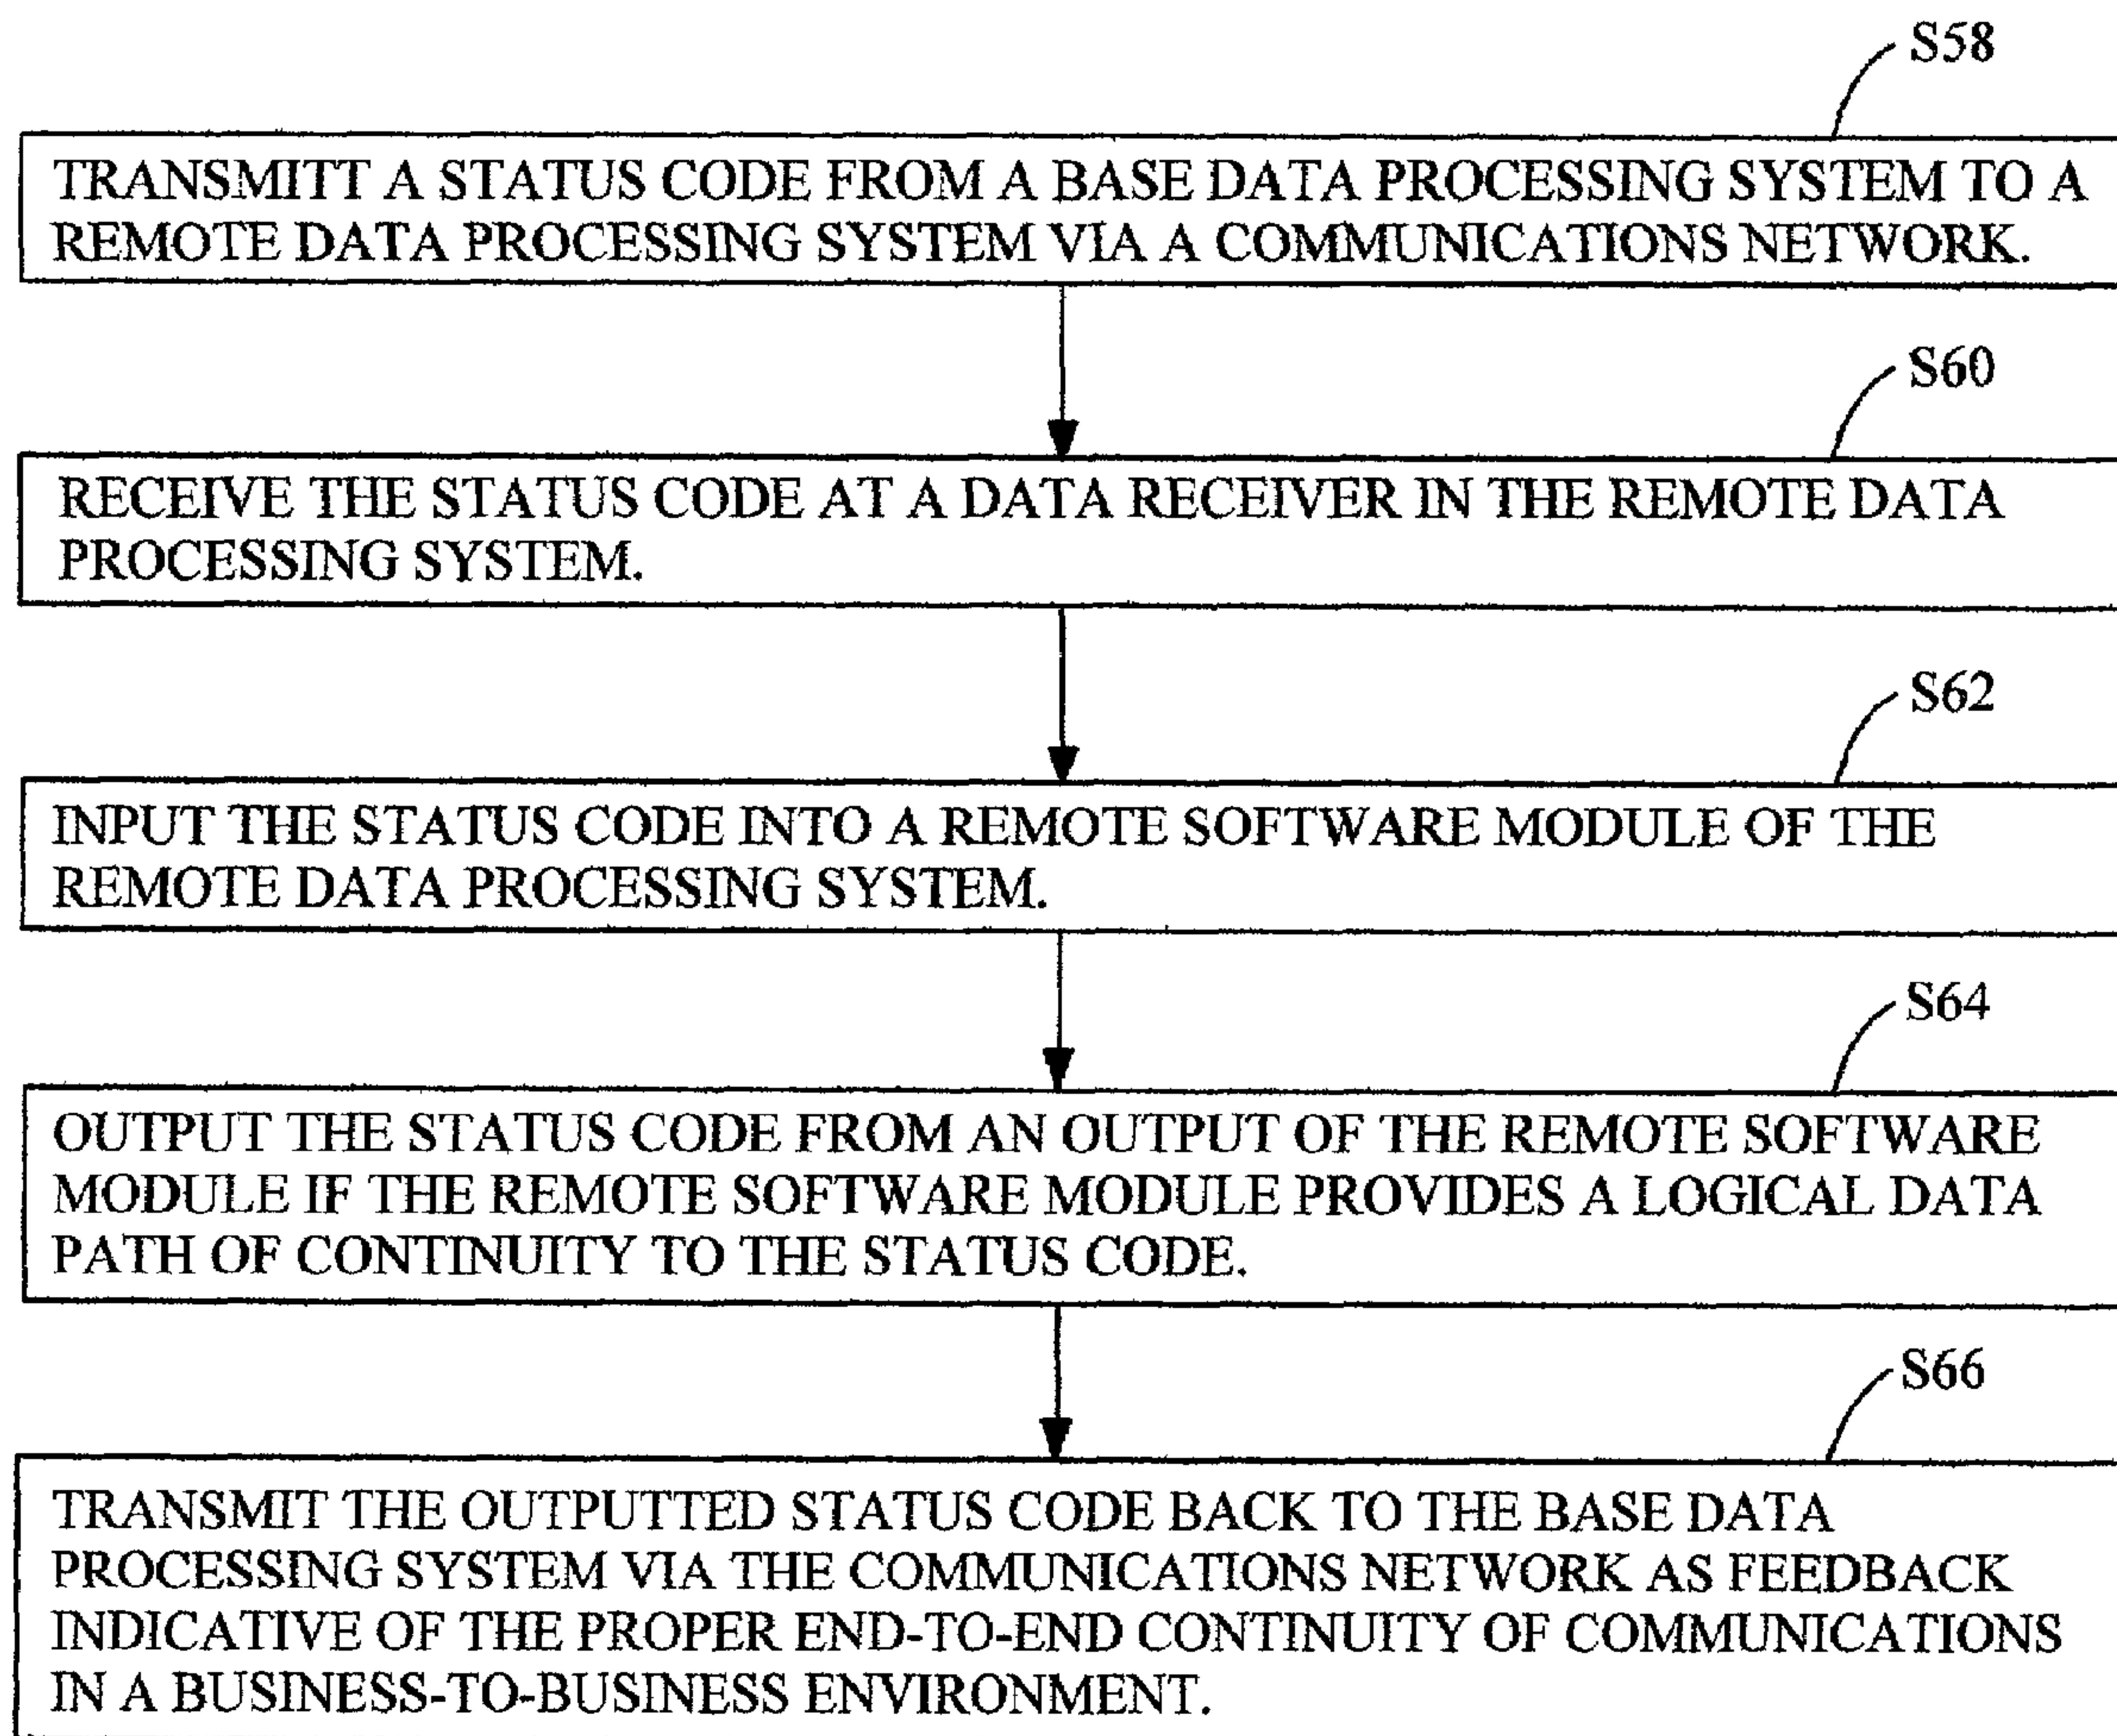 S58
TRANSMITT A STATUS CODE FROM A BASE DATA PROCESSING SYSTEM TO A
REMOTE DATA PROCESSING SYSTEM VIA A COMMUNICATIONS NETWORK.
S60
RECEIVE THE STATUS CODE AT A DATA RECEIVER IN THE REMOTE DATA
PROCESSING SYSTEM.
S62
INPUT THE STATUS CODE INTO A REMOTE SOFTWARE MODULE OF THE
REMOTE DATA PROCESSING SYSTEM.
S64
OUTPUT THE STATUS CODE FROM AN OUTPUT OF THE REMOTE SOFTWARE
MODULE IF THE REMOTE SOFTWARE MODULE PROVIDES A LOGICAL DATA
PATH OF CONTINUITY TO THE STATUS CODE.
S66
TRANSMIT THE OUTPUTTED STATUS CODE BACK TO THE BASE DATA
PROCESSING SYSTEM VIA THE COMMUNICATIONS NETWORK AS FEEDBACK
INDICATIVE OF THE PROPER END-TO-END CONTINUITY OF COMMUNICATIONS
IN A BUSINESS-TO-BUSINESS ENVIRONMENT.